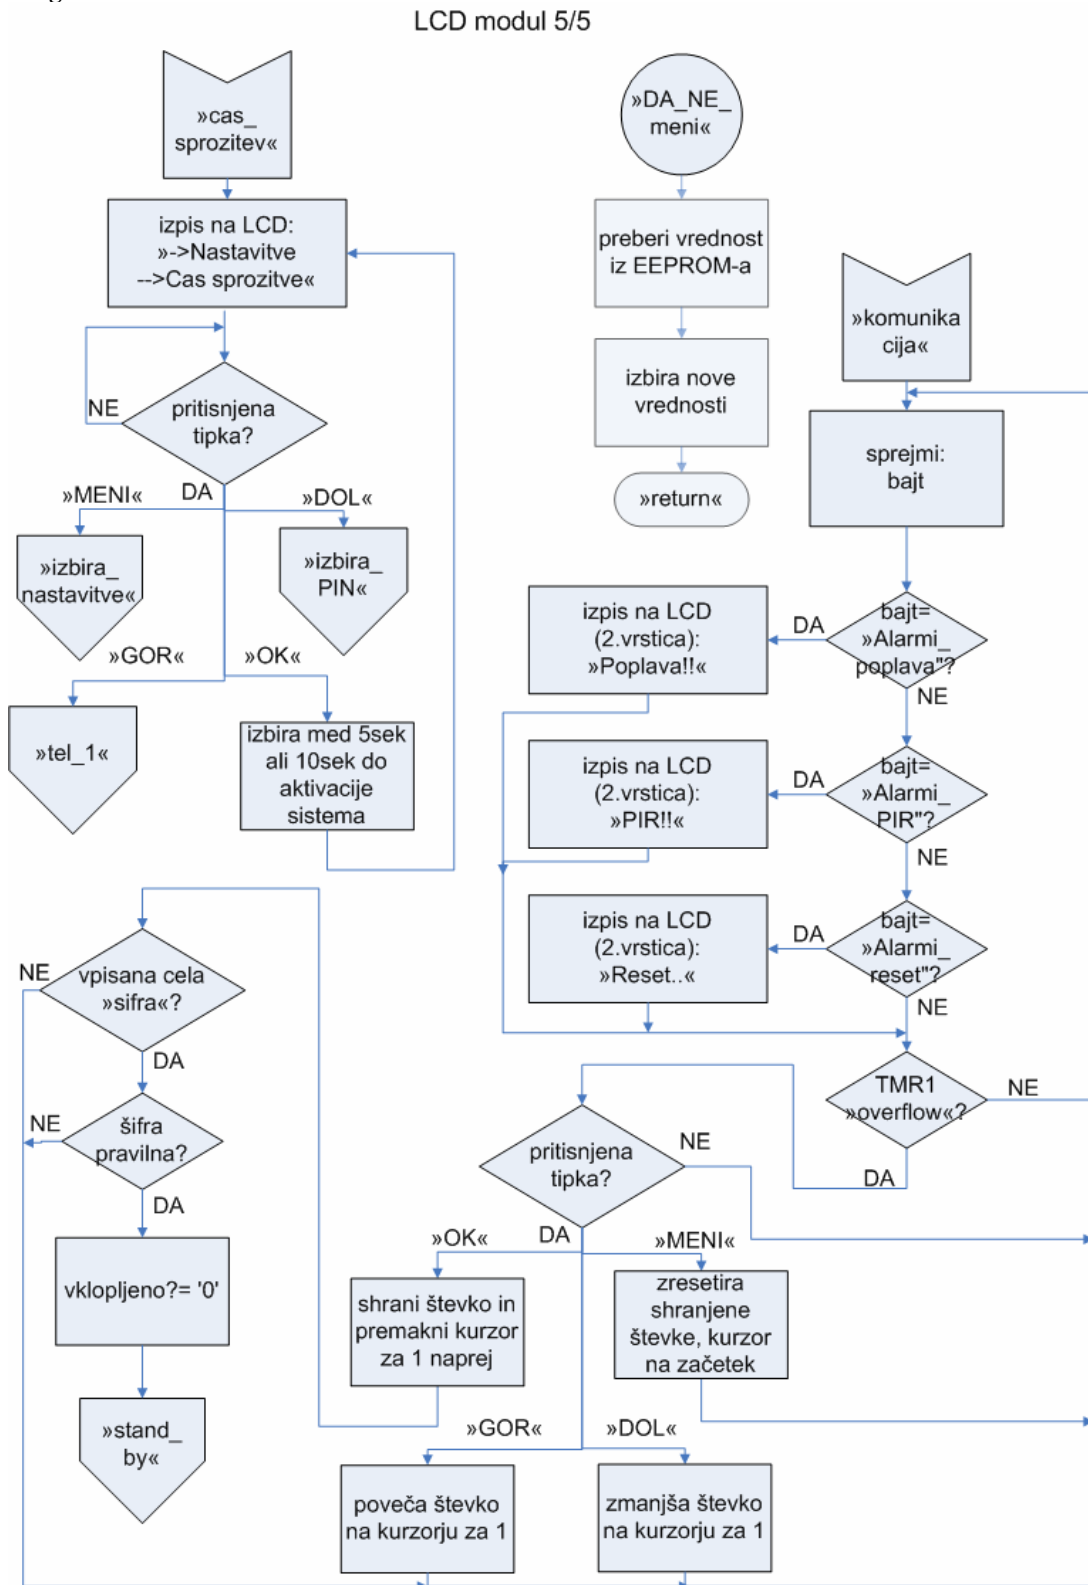 LCD modul 5/5
»cas_
sprozitev«
izpis na LCD:
»->Nastavitve
-->Cas sprozitve«
NE
pritisnjena
tipka?
»MENI«
DA
»DOL«
»izbira_
nastavitve«
»izbira_
PIN«
»GOR«
»OK«
»tel_1«
izbira med 5sek
ali 10sek do
aktivacije
sistema
»DA_NE_
meni«
preberi vrednost
iz EEPROM-a
izbira nove
vrednosti
»return«
»komunika
cija«
sprejmi:
bajt
bajt=
»Alarmi_
poplava"?
DA
NE
izpis na LCD
(2.vrstica):
»Poplava!!«
bajt=
»Alarmi_
PIR"?
DA
NE
izpis na LCD
(2.vrstica):
»PIR!!«
bajt=
»Alarmi_
reset"?
DA
NE
izpis na LCD
(2.vrstica):
»Reset..«
TMR1
»overflow«?
NE
DA
pritisnjena
tipka?
NE
DA
»OK«
»MENI«
shrani števko in
premakni kurzor
za 1 naprej
zresetira
shranjene
števke, kurzor
na začetek
»GOR«
»DOL«
poveča števko
na kurzorju za 1
zmanjša števko
na kurzorju za 1
NE
vpisana cela
»sifra«?
DA
NE
šifra
pravilna?
DA
vklopljeno?= '0'
»stand_
by«